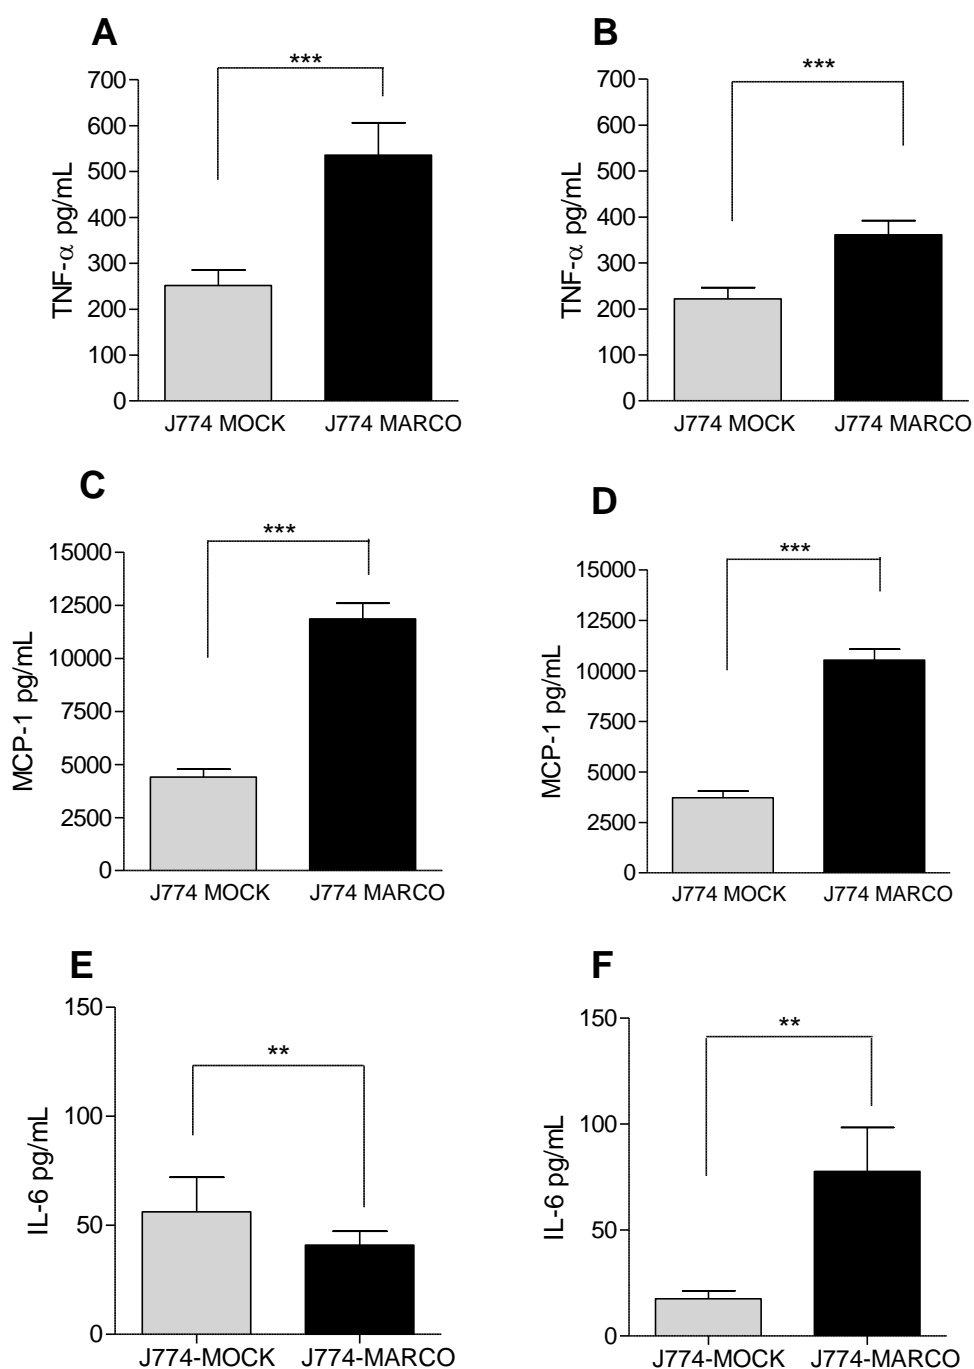 A
***
700
600
500
400
300
200
100
0
TNF-α pg/mL
J774 MOCK J774 MARCO
B
***
700
600
500
400
300
200
100
0
TNF-α pg/mL
J774 MOCK J774 MARCO
C
***
15000
12500
10000
7500
5000
2500
0
MCP-1 pg/mL
J774 MOCK J774 MARCO
D
***
15000
12500
10000
7500
5000
2500
0
MCP-1 pg/mL
J774 MOCK J774 MARCO
E
**
150
100
50
0
IL-6 pg/mL
J774-MOCK J774-MARCO
F
**
150
100
50
0
IL-6 pg/mL
J774-MOCK J774-MARCO